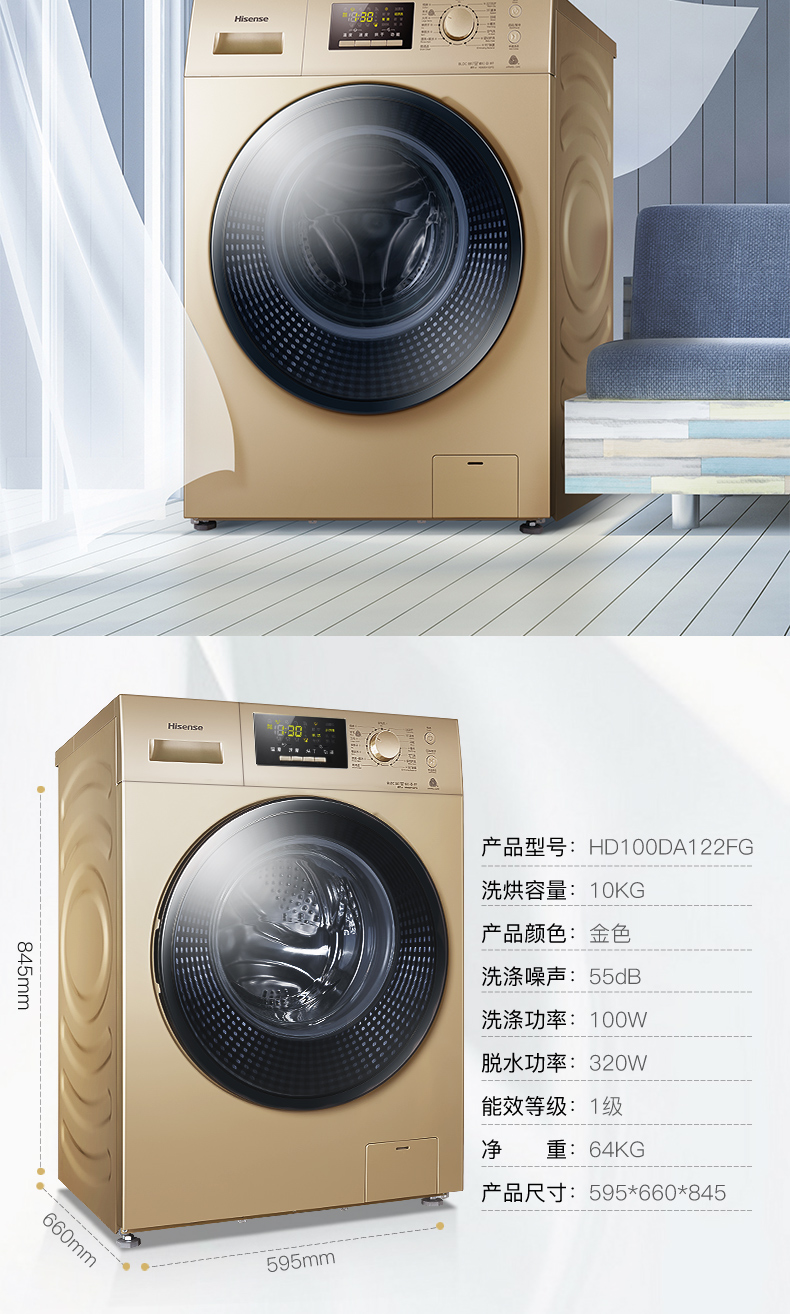 Hisense
Hisense
产品型号：HD100DA122FG
洗烘容量：10KG
产品颜色：金色
洗涤噪声：55dB
洗涤功率：100W
脱水功率：320W
能效等级：1级
净 重：64KG
产品尺寸：595*660*845
845mm
660mm
595mm